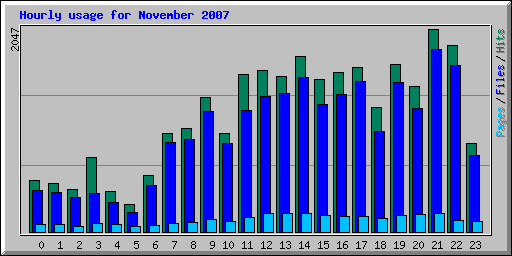 Hourly usage for November 2007
2047
Pages / Files / Hits
0 1 2 3 4 5 6 7 8 9 10 11 12 13 14 15 16 17 18 19 20 21 22 23